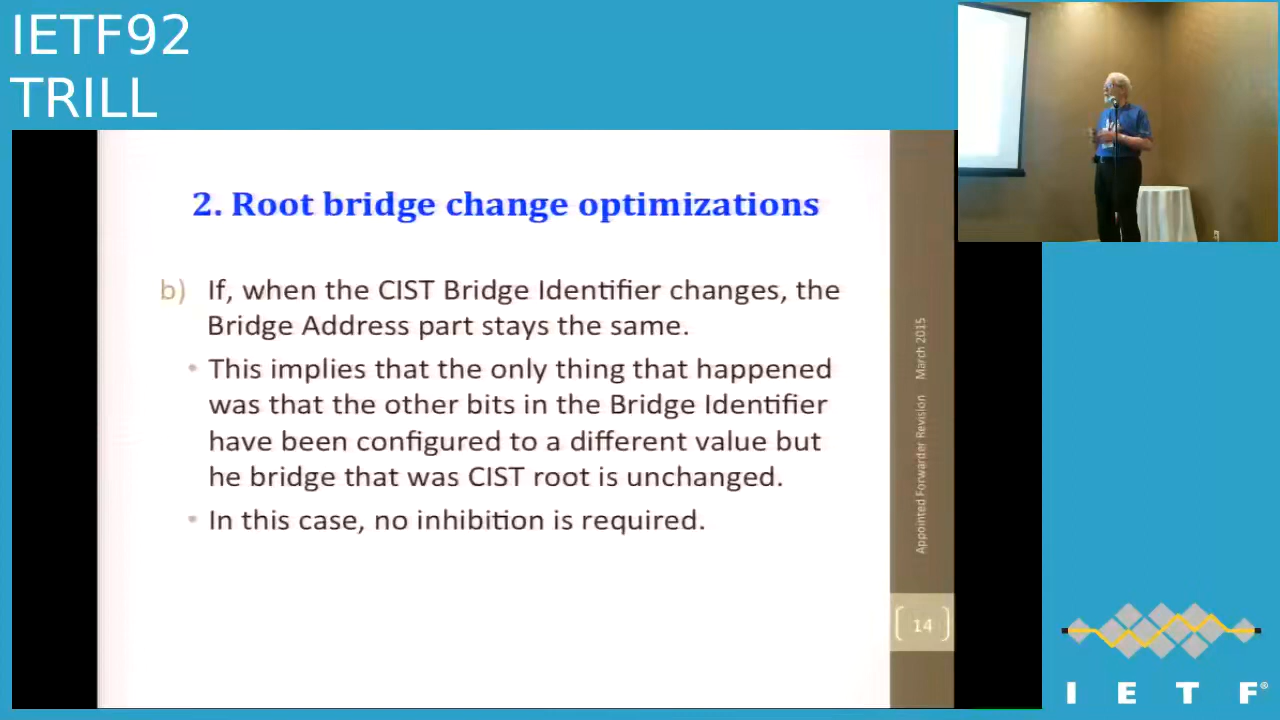 IETF92
TRILL
2. Root bridge change optimizations
b) If, when the CIST Bridge Identifier changes, the
Bridge Address part stays the same.
• This implies that the only thing that happened
was that the other bits in the Bridge Identifier
have been configured to a different value but
he bridge that was CIST root is unchanged.
• In this case, no inhibition is required.
Appointed Forwarder Revision March 2015
14
I E T F®